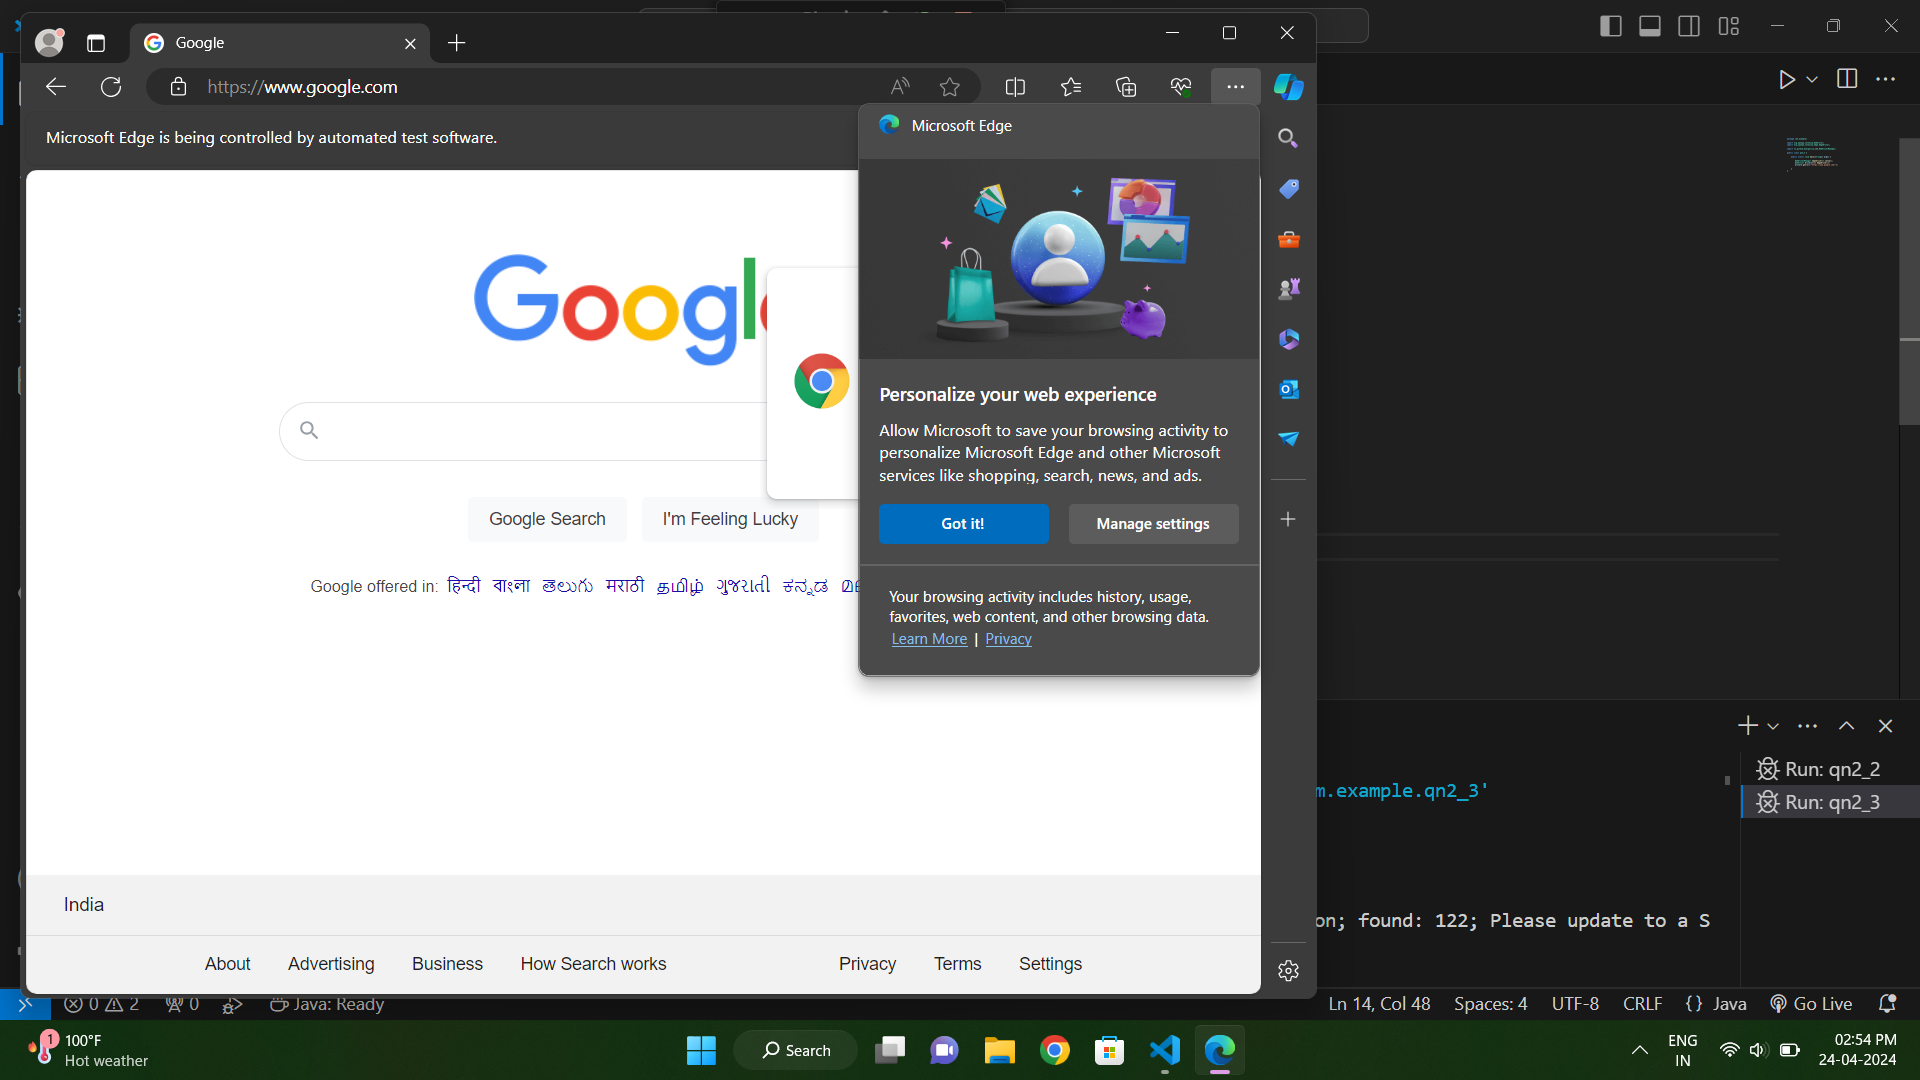 Google
https://www.google.com
Microsoft Edge is being controlled by automated test software.
Microsoft Edge
Google
Personalize your web experience
Allow Microsoft to save your browsing activity to
personalize Microsoft Edge and other Microsoft
services like shopping, search, news, and ads.
Got it!
Manage settings
Google Search
I'm Feeling Lucky
Google offered in: हिन्दी বাংলা తెలుగు मराठी தமிழ் ગુજરાતી ಕನ್ನಡ
Your browsing activity includes history, usage,
favorites, web content, and other browsing data.
Learn More | Privacy
India
About
Advertising
Business
How Search works
Privacy
Terms
Settings
Run: qn2_2
Run: qn2_3
m.example.qn2_3'
on; found: 122; Please update to a S
0 2 0 Java: Ready
Ln 14, Col 48 Spaces: 4 UTF-8 CRLF {} Java Go Live
1
100°F
Hot weather
Search
ENG
IN
02:54 PM
24-04-2024